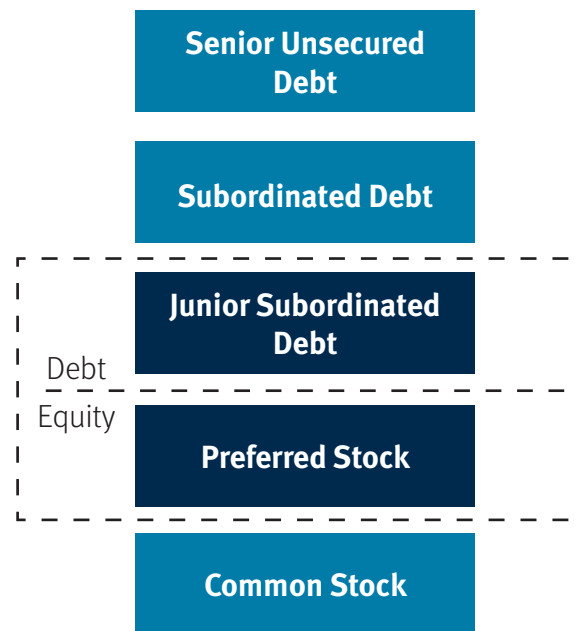 Senior Unsecured
Debt
Subordinated Debt
Junior Subordinated
Debt
Debt
Equity
Preferred Stock
Common Stock